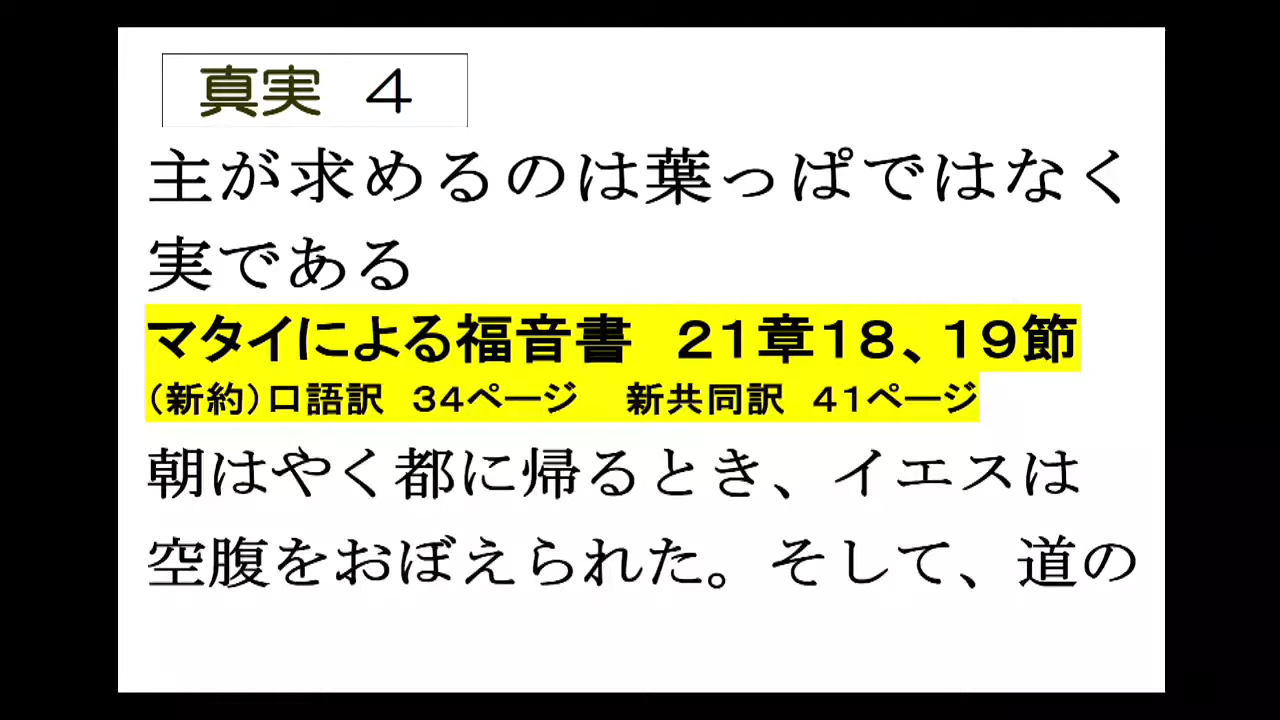 真実　４
主が求めるのは葉っぱではなく
実である
マタイによる福音書　２１章１８、１９節
（新約）口語訳　３４ページ　新共同訳　４１ページ
朝はやく都に帰るとき、イエスは
空腹をおぼえられた。そして、道の